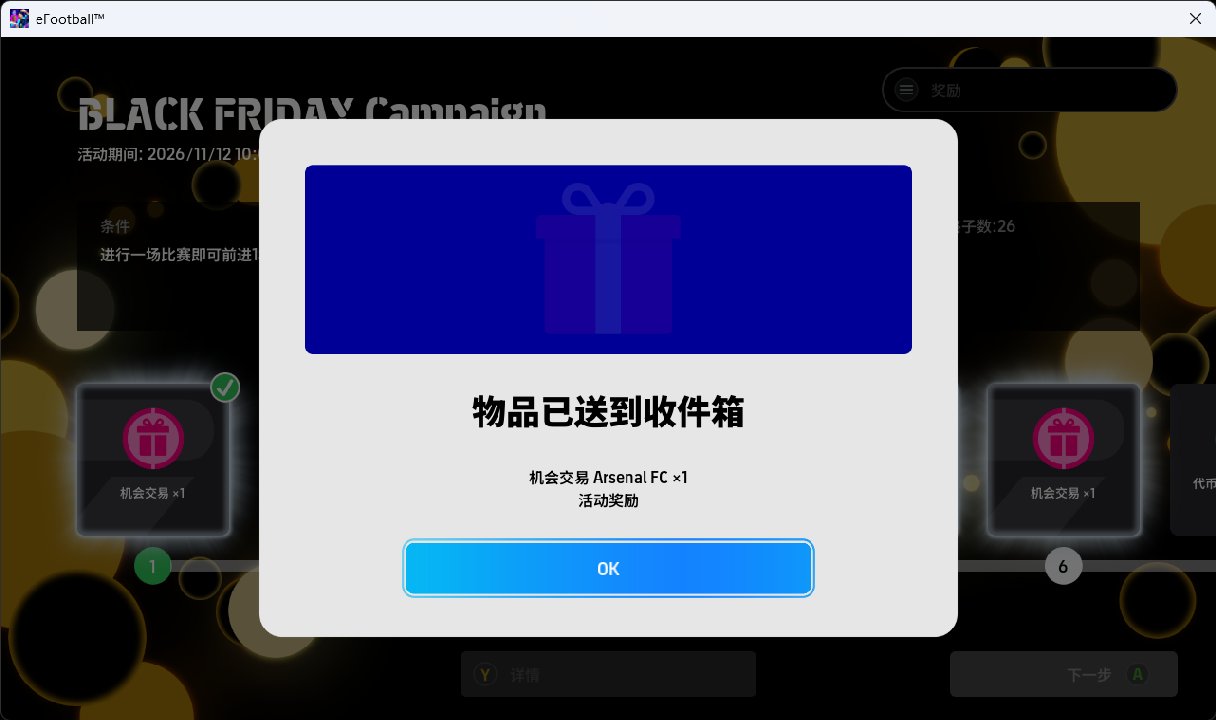 eFootball™
BLACK FRIDAY Campaign
奖励
活动期间: 2026/11/12 10:
条件
子数:26
进行一场比赛即可前进1
物品已送到收件箱
机会交易 Arsenal FC ×1
活动奖励
OK
机会交易 ×1
机会交易 ×1
代币
1
6
Y 详情
下一步 A